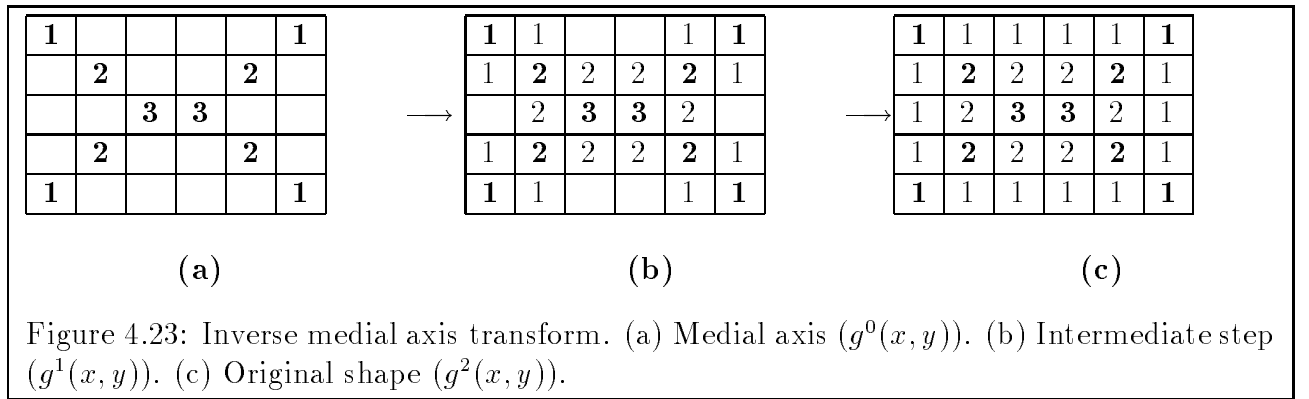 1 1 → 1 1 1 1 → 1 1 1 1 1 1
2 2 1 2 2 2 2 1 1 2 2 2 2 1
3 3 2 3 3 2 1 2 3 3 2 1
2 2 1 2 2 2 2 1 1 2 2 2 2 1
1 1 1 1 1 1 1 1 1 1 1 1
(a) (b) (c)
Figure 4.23: Inverse medial axis transform. (a) Medial axis (g⁰(x, y)). (b) Intermediate step
(g¹(x, y)). (c) Original shape (g²(x, y)).